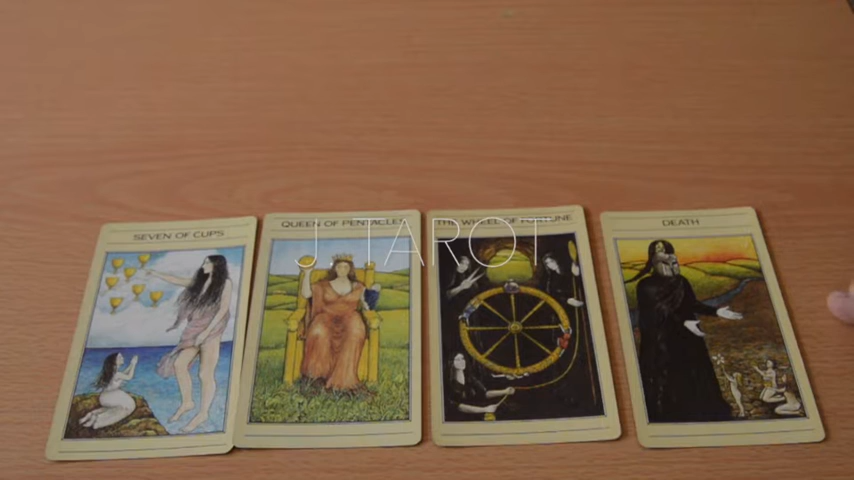 SEVEN OF CUPS
QUEEN OF PENTACLES
THE WHEEL OF FORTUNE
DEATH
J. TAROT